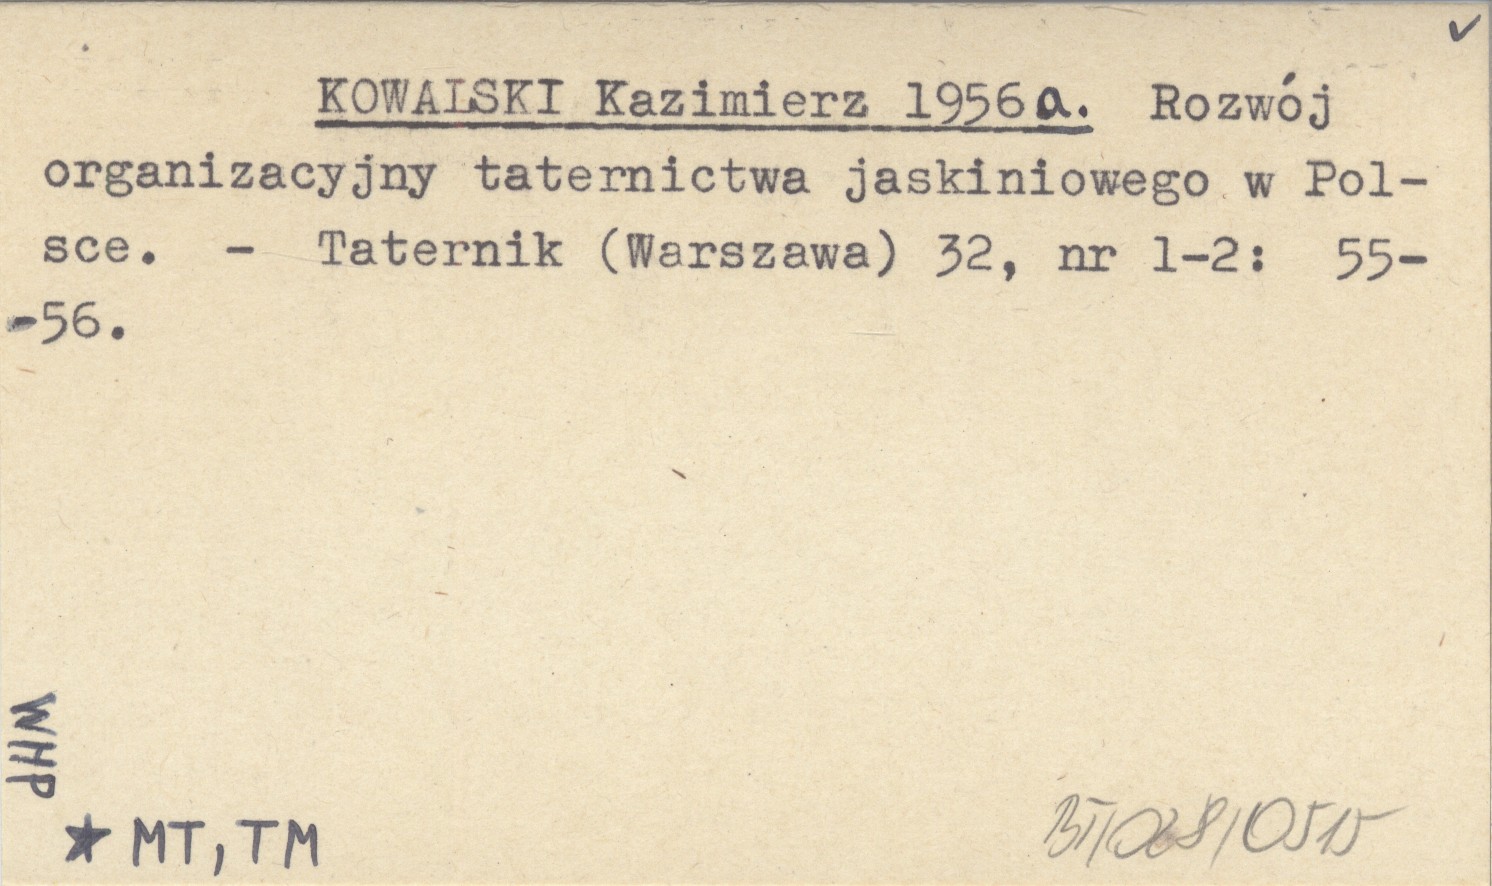 KOWALSKI Kazimierz 1956a. Rozwój
organizacyjny taternictwa jaskiniowego w Pol-
sce. - Taternik (Warszawa) 32, nr 1-2: 55-
-56.
WHP
★ MT, TM